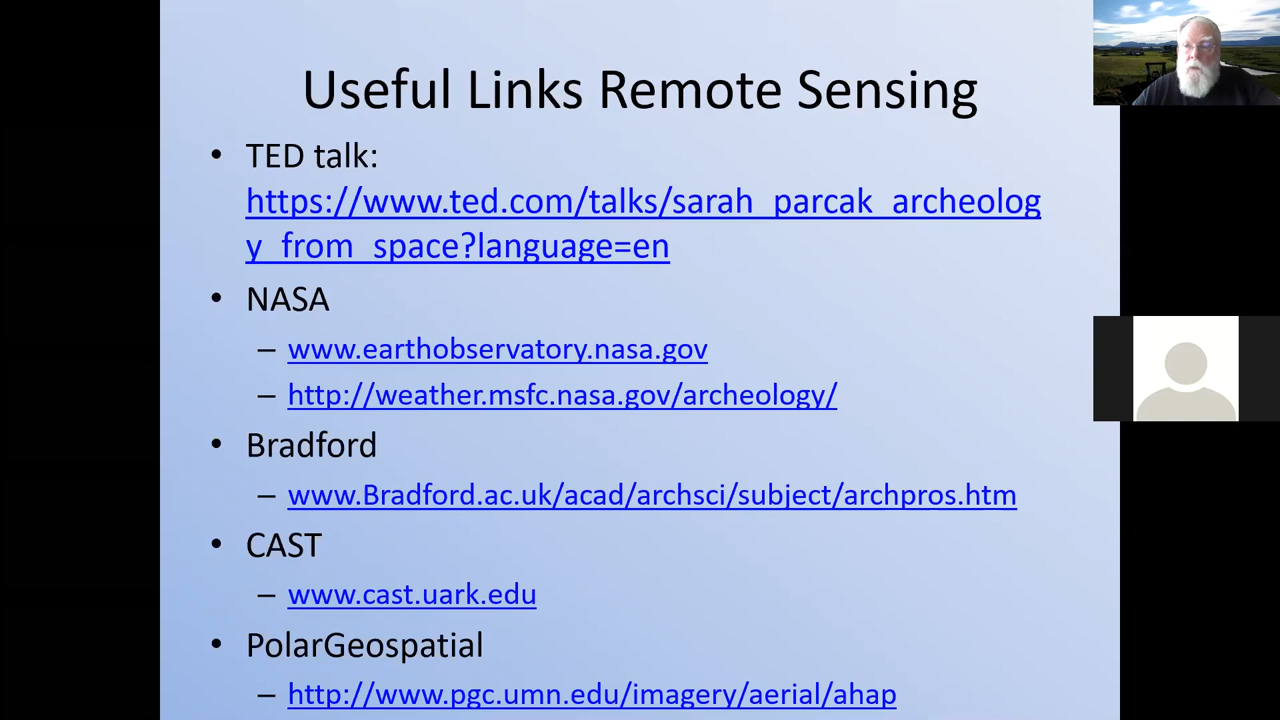 Useful Links Remote Sensing
• TED talk:
https://www.ted.com/talks/sarah_parcak_archeolog
y_from_space?language=en
• NASA
– www.earthobservatory.nasa.gov
– http://weather.msfc.nasa.gov/archeology/
• Bradford
– www.Bradford.ac.uk/acad/archsci/subject/archpros.htm
• CAST
– www.cast.uark.edu
• PolarGeospatial
– http://www.pgc.umn.edu/imagery/aerial/ahap